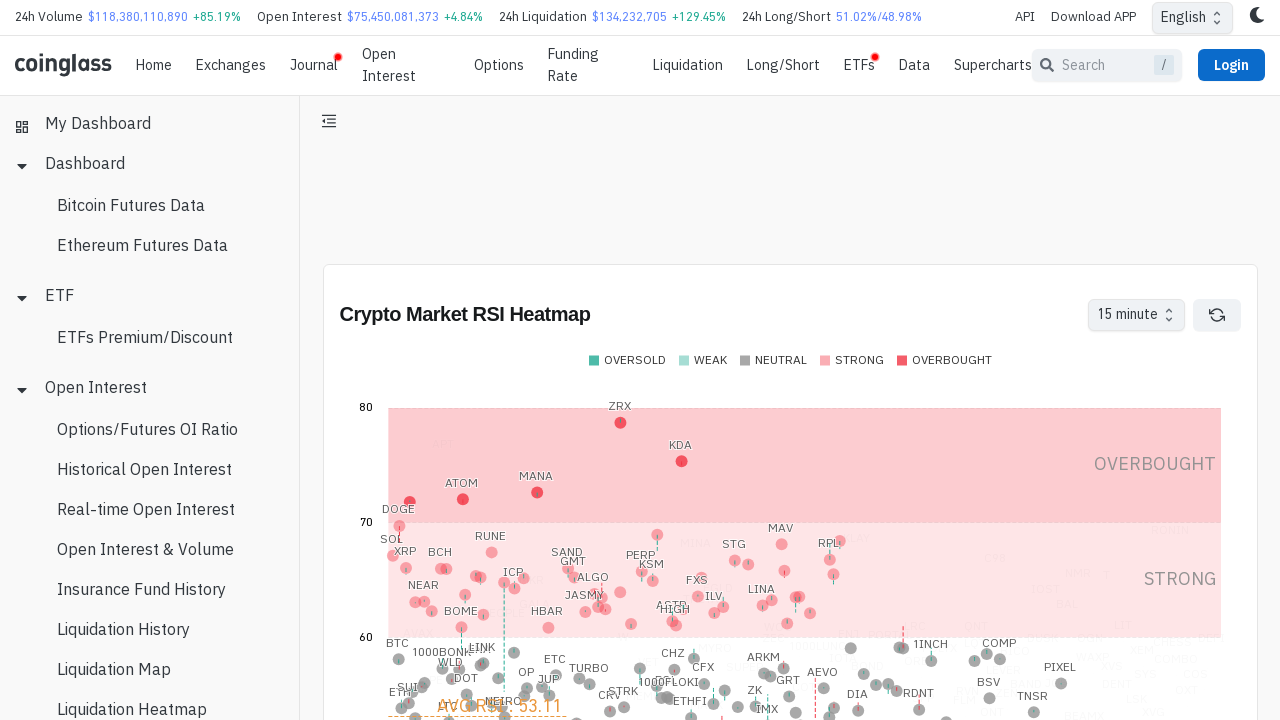 24h Volume $118,380,110,890 +85.19% Open Interest $75,450,081,373 +4.84% 24h Liquidation $134,232,705 +129.45% 24h Long/Short 51.02%/48.98% API Download APP English
coinglass Home Exchanges Journal Open Interest Options Funding Rate Liquidation Long/Short ETFs Data Supercharts Search / Login
My Dashboard
Dashboard
Bitcoin Futures Data
Ethereum Futures Data
ETF
ETFs Premium/Discount
Open Interest
Options/Futures OI Ratio
Historical Open Interest
Real-time Open Interest
Open Interest & Volume
Insurance Fund History
Liquidation History
Liquidation Map
Liquidation Heatmap
Crypto Market RSI Heatmap 15 minute
OVERSOLD WEAK NEUTRAL STRONG OVERBOUGHT
80
ZRX
KDA
OVERBOUGHT
MANA
ATOM
DOGE
70
MAV
RUNE
SOL
RPL
STG
XRP BCH SAND PERP
GMT KSM
ICP
ALGO FXS
STRONG
NEAR LINA
JASMY ILV
BOME HBAR HIGH
60
BTC LINK 1INCH COMP
1000BONK CHZ
WLD ETC TURBO CFX ARKM PIXEL
DOT OP JUP 1000FLOKI GRT AEVO BSV
SUI STRK ZK DIA RDNT TNSR
ETH NEIRO CRV ETHFI IMX
AVG RSI: 53.11